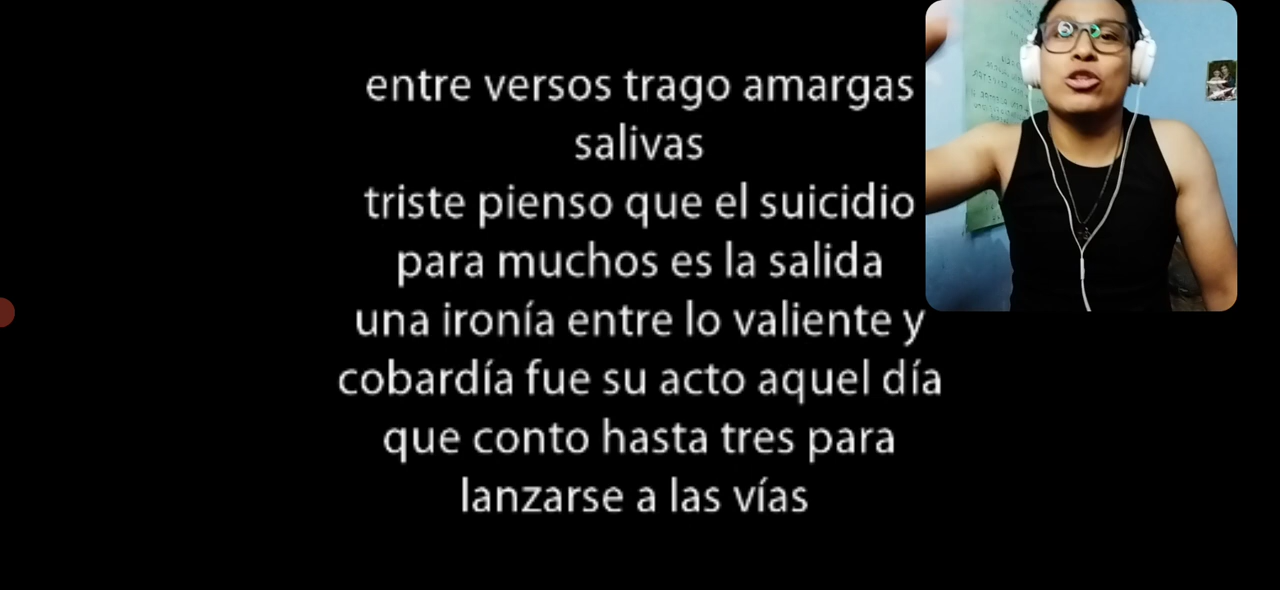 entre versos trago amargas
salivas
triste pienso que el suicidio
para muchos es la salida
una ironía entre lo valiente y
cobardía fue su acto aquel día
que conto hasta tres para
lanzarse a las vías